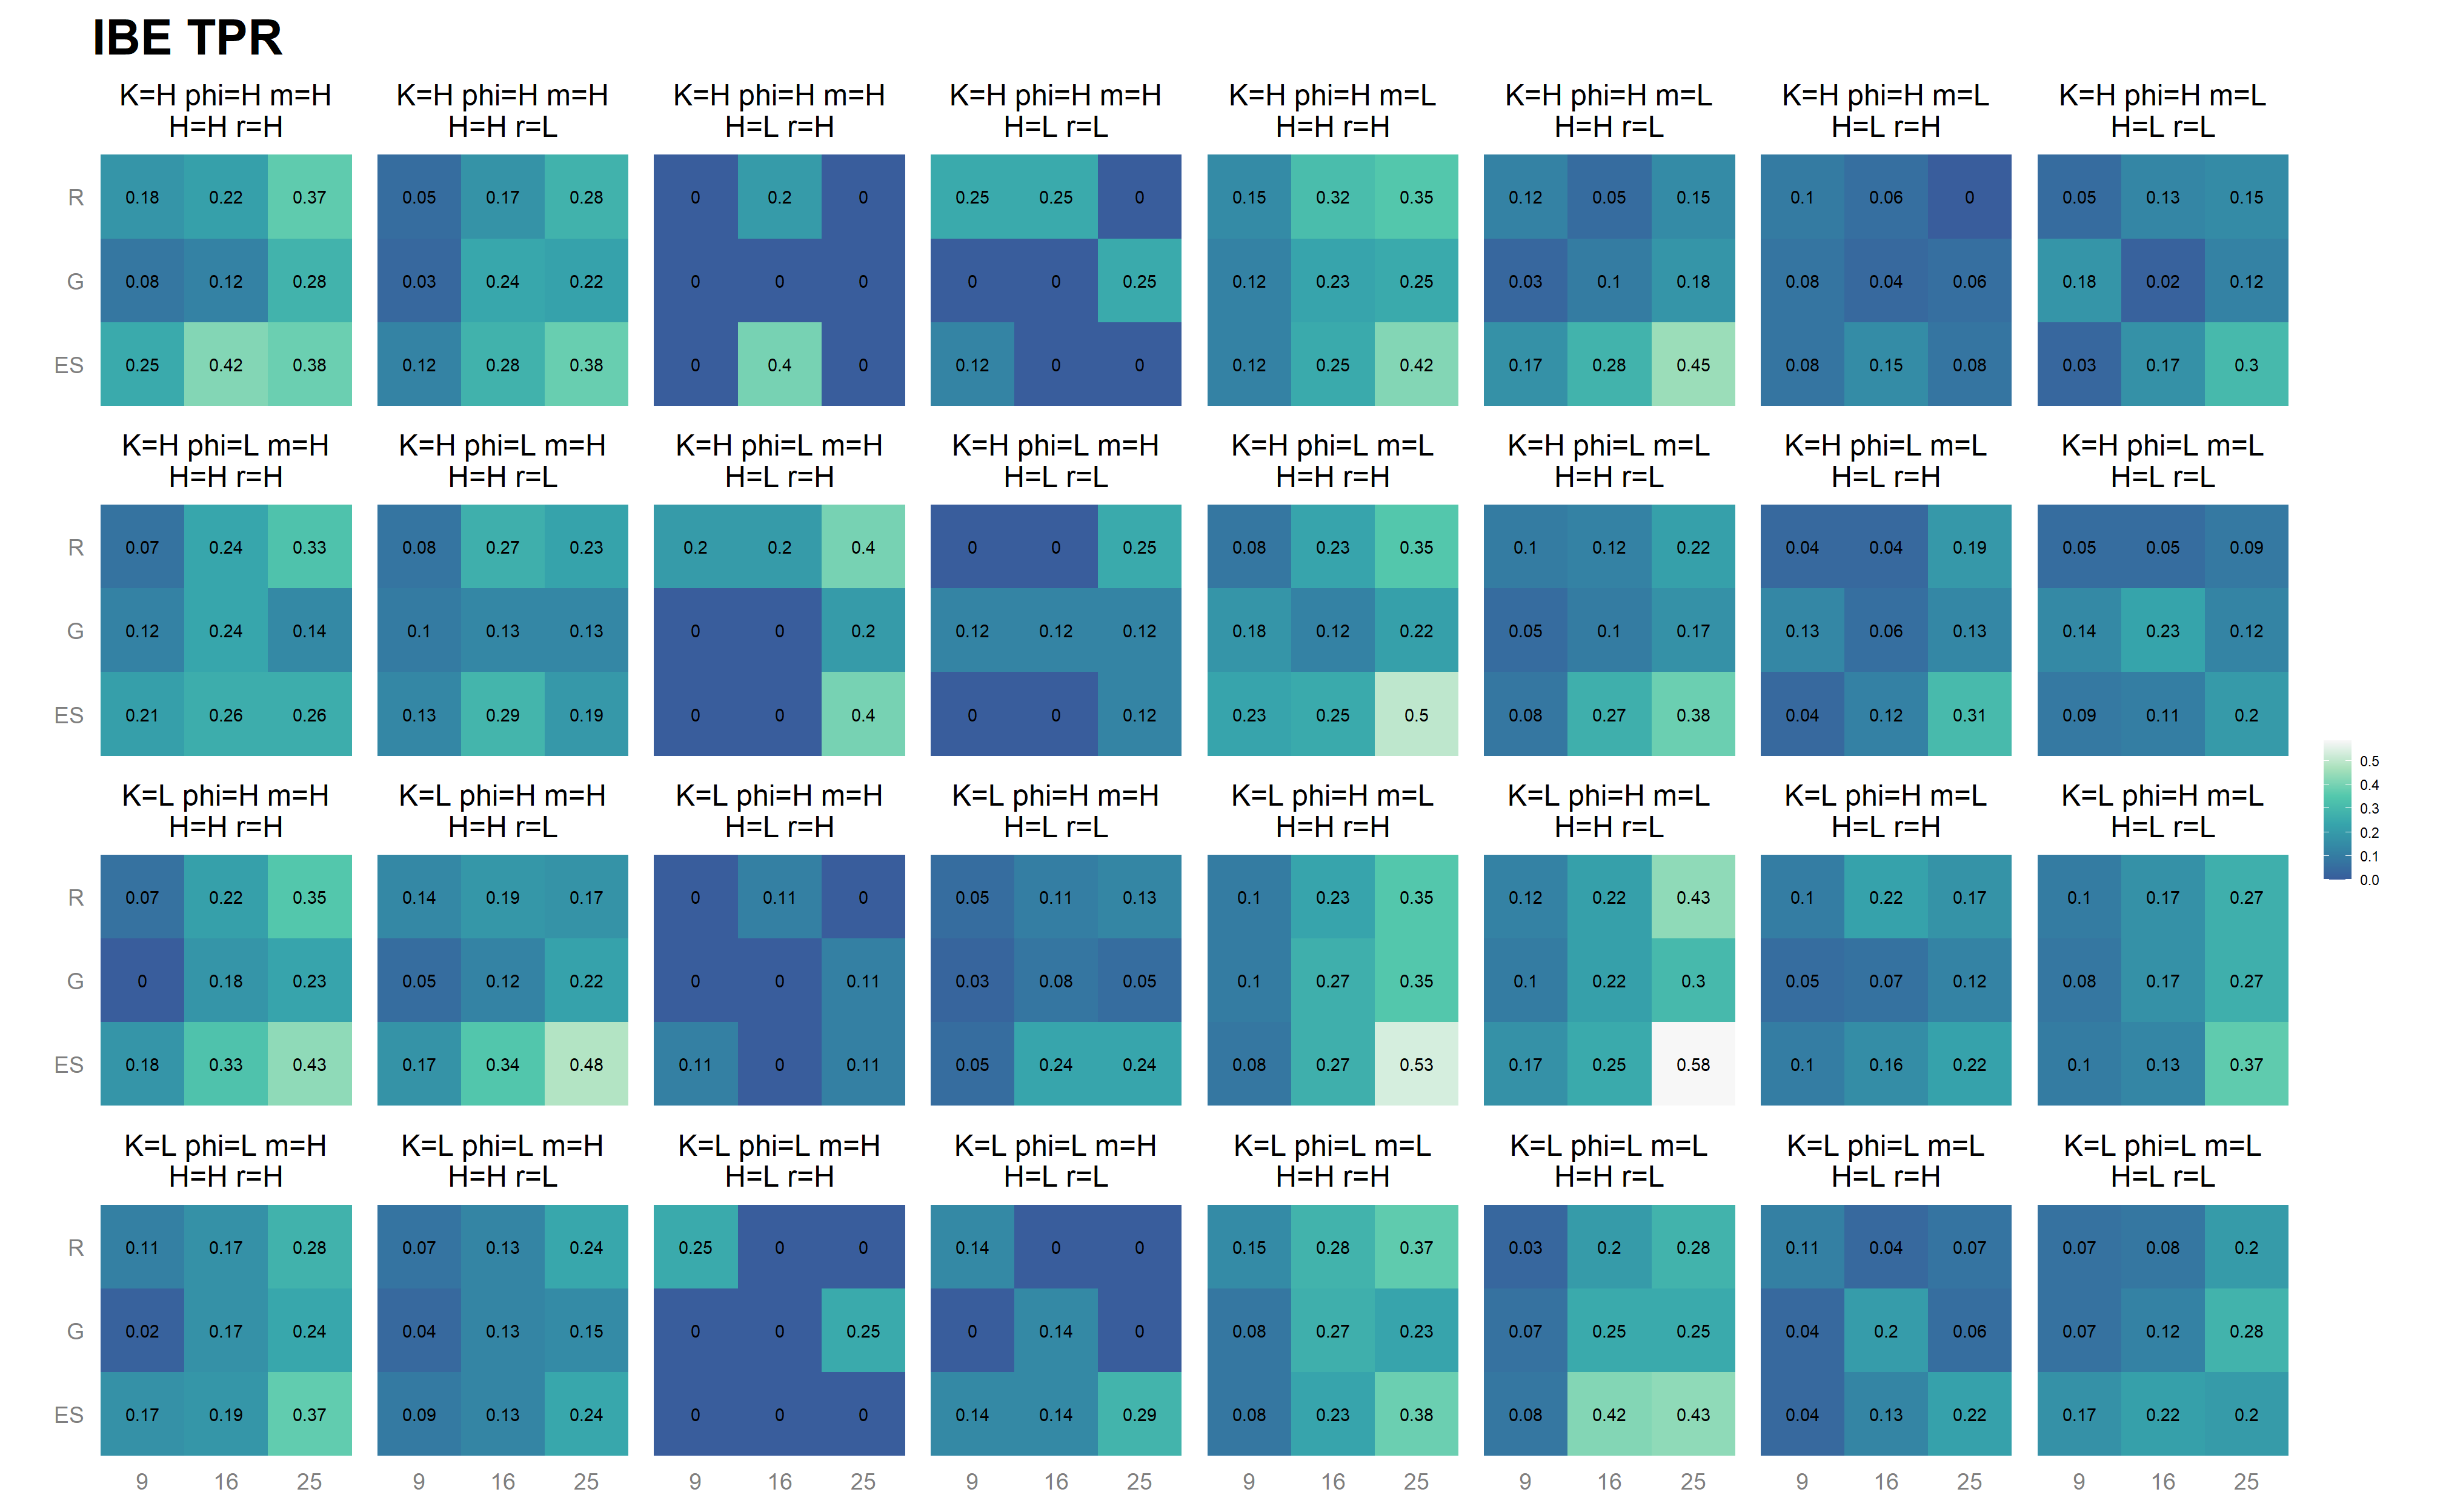 IBE TPR
K=H phi=H m=H K=H phi=H m=H K=H phi=H m=H K=H phi=H m=H K=H phi=H m=L K=H phi=H m=L K=H phi=H m=L K=H phi=H m=L
H=H r=H H=H r=L H=L r=H H=L r=L H=H r=H H=H r=L H=L r=H H=L r=L
R 0.18 0.22 0.37 0.05 0.17 0.28 0 0.2 0 0.25 0.25 0 0.15 0.32 0.35 0.12 0.05 0.15 0.1 0.06 0 0.05 0.13 0.15
G 0.08 0.12 0.28 0.03 0.24 0.22 0 0 0 0 0 0.25 0.12 0.23 0.25 0.03 0.1 0.18 0.08 0.04 0.06 0.18 0.02 0.12
ES 0.25 0.42 0.38 0.12 0.28 0.38 0 0.4 0 0.12 0 0 0.12 0.25 0.42 0.17 0.28 0.45 0.08 0.15 0.08 0.03 0.17 0.3
K=H phi=L m=H K=H phi=L m=H K=H phi=L m=H K=H phi=L m=H K=H phi=L m=L K=H phi=L m=L K=H phi=L m=L K=H phi=L m=L
H=H r=H H=H r=L H=L r=H H=L r=L H=H r=H H=H r=L H=L r=H H=L r=L
R 0.07 0.24 0.33 0.08 0.27 0.23 0.2 0.2 0.4 0 0 0.25 0.08 0.23 0.35 0.1 0.12 0.22 0.04 0.04 0.19 0.05 0.05 0.09
G 0.12 0.24 0.14 0.1 0.13 0.13 0 0 0.2 0.12 0.12 0.12 0.18 0.12 0.22 0.05 0.1 0.17 0.13 0.06 0.13 0.14 0.23 0.12
ES 0.21 0.26 0.26 0.13 0.29 0.19 0 0 0.4 0 0 0.12 0.23 0.25 0.5 0.08 0.27 0.38 0.04 0.12 0.31 0.09 0.11 0.2
0.5
0.4
0.3
0.2
0.1
0.0
K=L phi=H m=H K=L phi=H m=H K=L phi=H m=H K=L phi=H m=H K=L phi=H m=L K=L phi=H m=L K=L phi=H m=L K=L phi=H m=L
H=H r=H H=H r=L H=L r=H H=L r=L H=H r=H H=H r=L H=L r=H H=L r=L
R 0.07 0.22 0.35 0.14 0.19 0.17 0 0.11 0 0.05 0.11 0.13 0.1 0.23 0.35 0.12 0.22 0.43 0.1 0.22 0.17 0.1 0.17 0.27
G 0 0.18 0.23 0.05 0.12 0.22 0 0 0.11 0.03 0.08 0.05 0.1 0.27 0.35 0.1 0.22 0.3 0.05 0.07 0.12 0.08 0.17 0.27
ES 0.18 0.33 0.43 0.17 0.34 0.48 0.11 0 0.11 0.05 0.24 0.24 0.08 0.27 0.53 0.17 0.25 0.58 0.1 0.16 0.22 0.1 0.13 0.37
K=L phi=L m=H K=L phi=L m=H K=L phi=L m=H K=L phi=L m=H K=L phi=L m=L K=L phi=L m=L K=L phi=L m=L K=L phi=L m=L
H=H r=H H=H r=L H=L r=H H=L r=L H=H r=H H=H r=L H=L r=H H=L r=L
R 0.11 0.17 0.28 0.07 0.13 0.24 0.25 0 0 0.14 0 0 0.15 0.28 0.37 0.03 0.2 0.28 0.11 0.04 0.07 0.07 0.08 0.2
G 0.02 0.17 0.24 0.04 0.13 0.15 0 0 0.25 0 0.14 0 0.08 0.27 0.23 0.07 0.25 0.25 0.04 0.2 0.06 0.07 0.12 0.28
ES 0.17 0.19 0.37 0.09 0.13 0.24 0 0 0 0.14 0.14 0.29 0.08 0.23 0.38 0.08 0.42 0.43 0.04 0.13 0.22 0.17 0.22 0.2
9 16 25 9 16 25 9 16 25 9 16 25 9 16 25 9 16 25 9 16 25 9 16 25